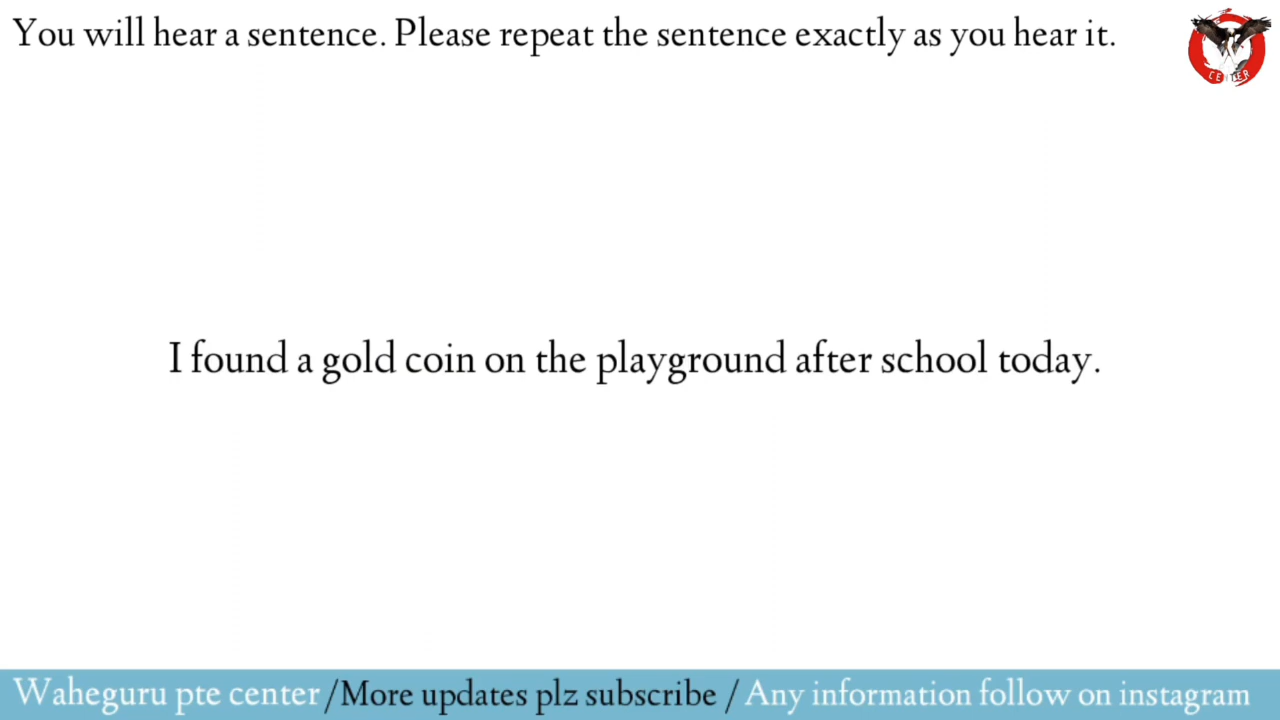 You will hear a sentence. Please repeat the sentence exactly as you hear it.
I found a gold coin on the playground after school today.
Waheguru pte center /More updates plz subscribe / Any information follow on instagram